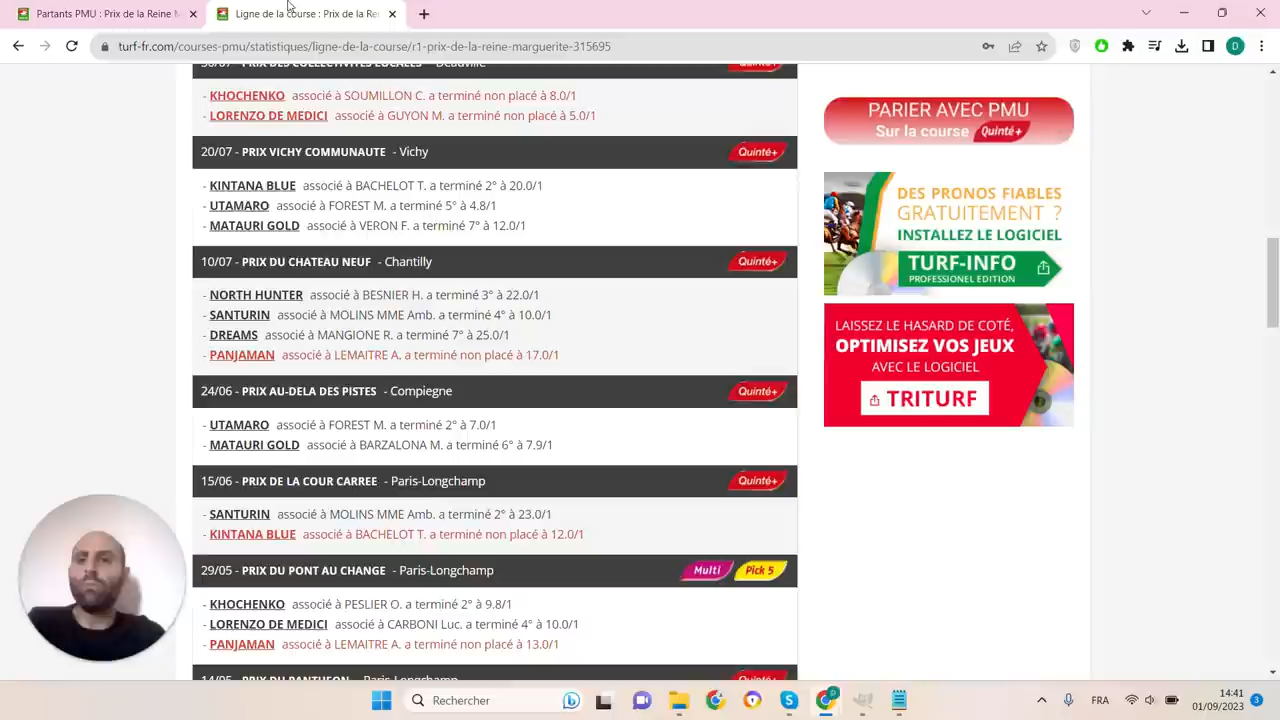 Ligne de la course : Prix de la Re
turf-fr.com/courses-pmu/statistiques/ligne-de-la-course/r1-prix-de-la-reine-marguerite-315695
D
PRIX DES COLLECTIVITES LOCALES - Deauville
- KHOCHENKO associé à SOUMILLON C. a terminé non placé à 8.0/1
- LORENZO DE MEDICI associé à GUYON M. a terminé non placé à 5.0/1
20/07 - PRIX VICHY COMMUNAUTE - Vichy Quinté+
- KINTANA BLUE associé à BACHELOT T. a terminé 2° à 20.0/1
- UTAMARO associé à FOREST M. a terminé 5° à 4.8/1
- MATAURI GOLD associé à VERON F. a terminé 7° à 12.0/1
10/07 - PRIX DU CHATEAU NEUF - Chantilly Quinté+
- NORTH HUNTER associé à BESNIER H. a terminé 3° à 22.0/1
- SANTURIN associé à MOLINS MME Amb. a terminé 4° à 10.0/1
- DREAMS associé à MANGIONE R. a terminé 7° à 25.0/1
- PANJAMAN associé à LEMAITRE A. a terminé non placé à 17.0/1
24/06 - PRIX AU-DELA DES PISTES - Compiegne Quinté+
- UTAMARO associé à FOREST M. a terminé 2° à 7.0/1
- MATAURI GOLD associé à BARZALONA M. a terminé 6° à 7.9/1
15/06 - PRIX DE LA COUR CARREE - Paris-Longchamp Quinté+
- SANTURIN associé à MOLINS MME Amb. a terminé 2° à 23.0/1
- KINTANA BLUE associé à BACHELOT T. a terminé non placé à 12.0/1
29/05 - PRIX DU PONT AU CHANGE - Paris-Longchamp Multi Pick 5
- KHOCHENKO associé à PESLIER O. a terminé 2° à 9.8/1
- LORENZO DE MEDICI associé à CARBONI Luc. a terminé 4° à 10.0/1
- PANJAMAN associé à LEMAITRE A. a terminé non placé à 13.0/1
14/05 - PRIX DU PANTHEON - Paris-Longchamp
PARIER AVEC PMU
Sur la course Quinté+
DES PRONOS FIABLES
GRATUITEMENT ?
INSTALLEZ LE LOGICIEL
TURF-INFO
PROFESSIONEL EDITION
LAISSEZ LE HASARD DE COTÉ,
OPTIMISEZ VOS JEUX
AVEC LE LOGICIEL
TRITURF
Rechercher
FRA
14:41
01/09/2023
3